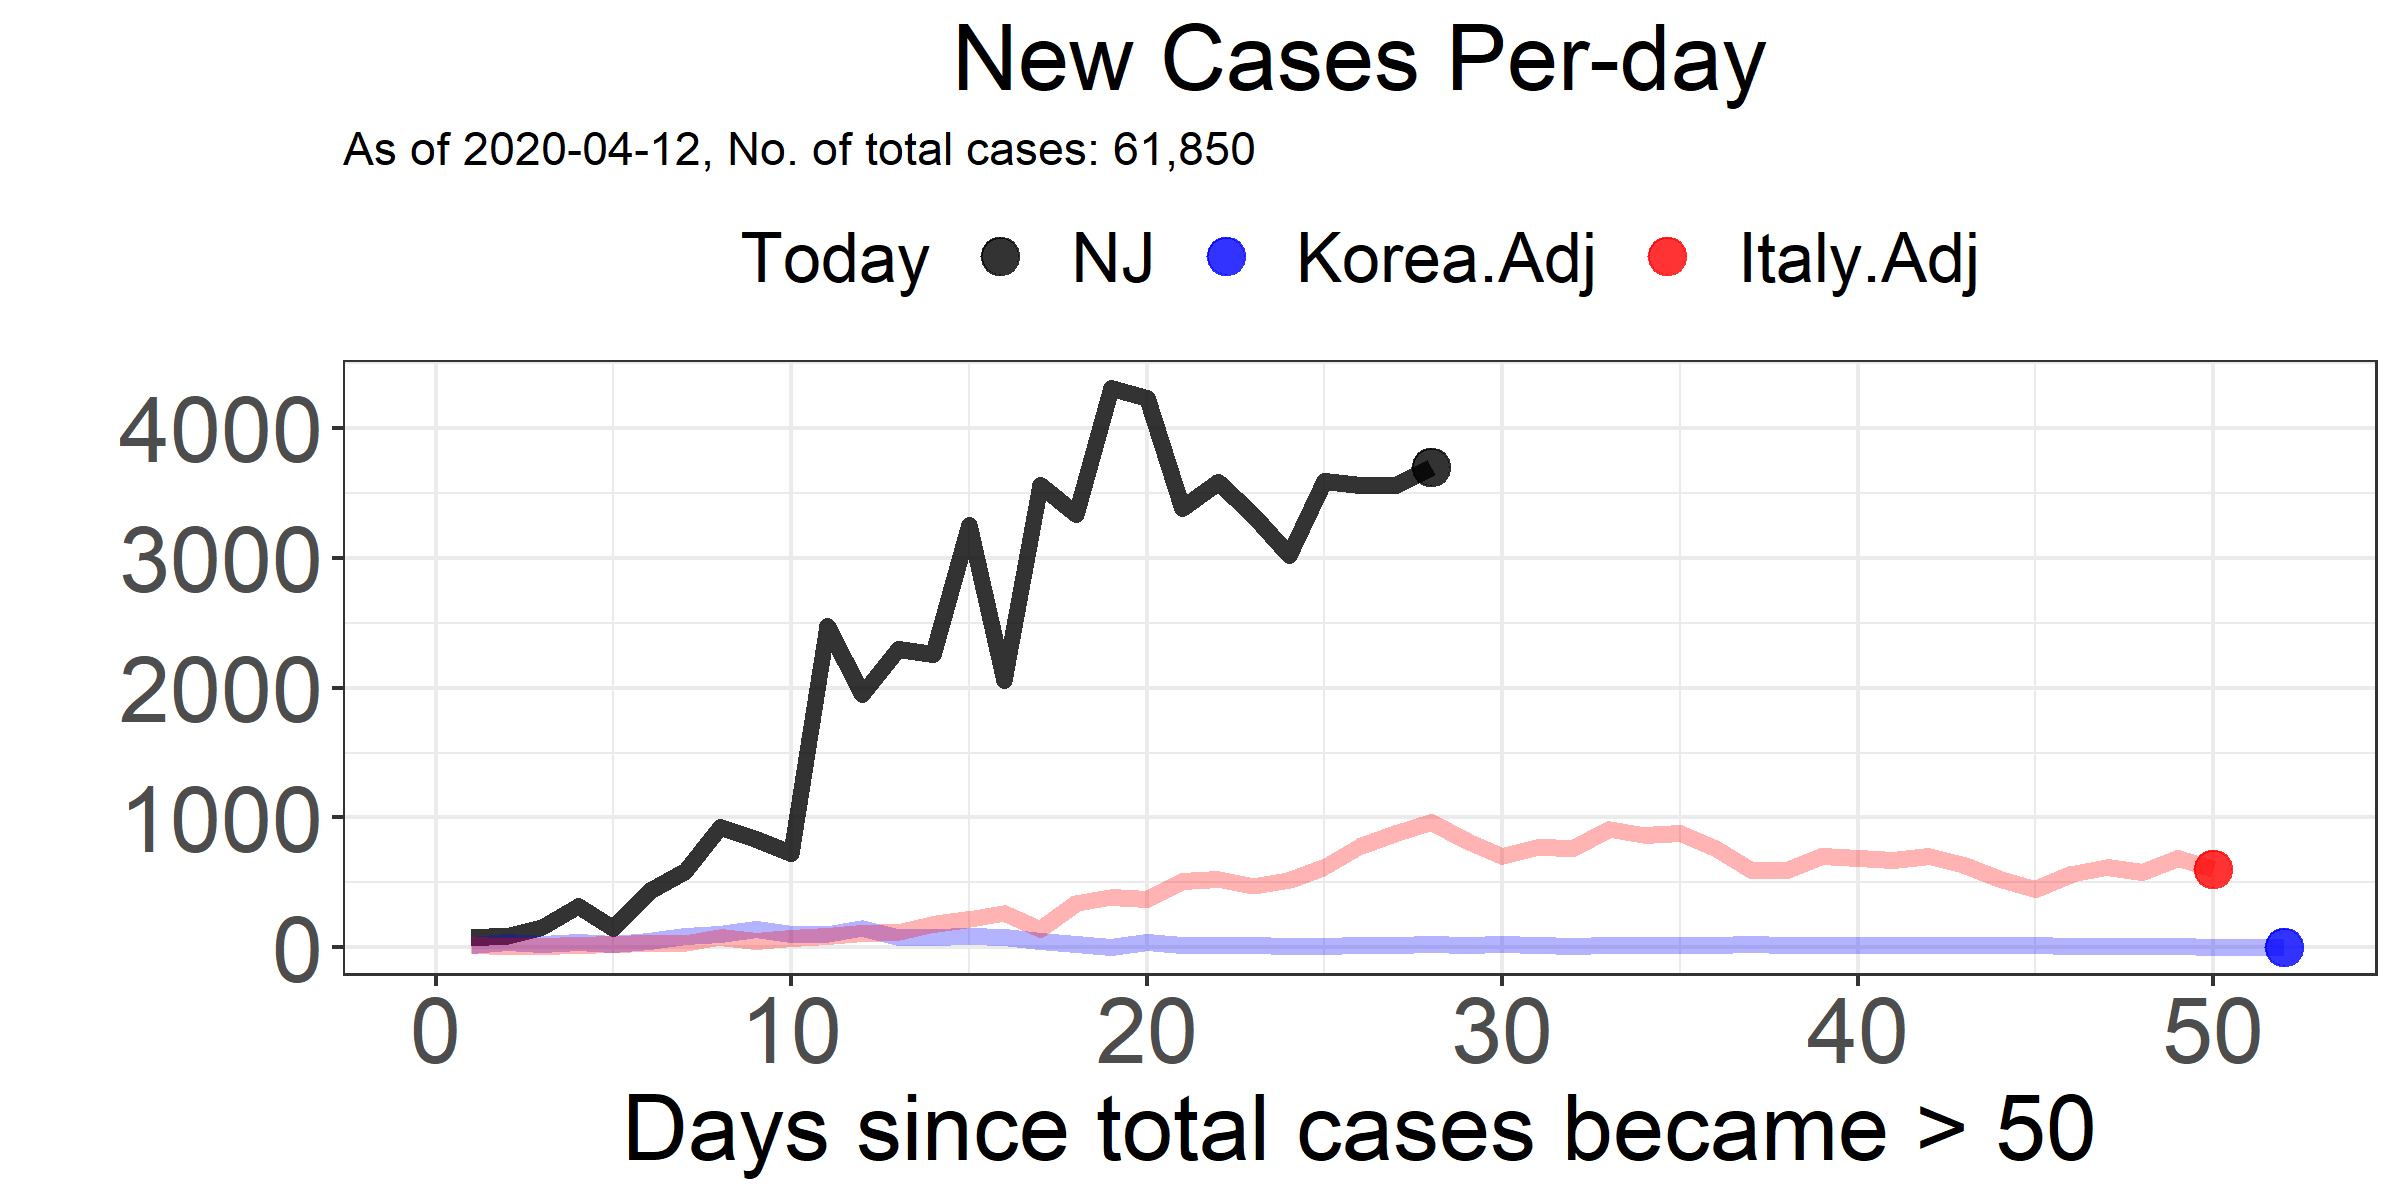 New Cases Per-day
As of 2020-04-12, No. of total cases: 61,850
Today NJ Korea.Adj Italy.Adj
4000
3000
2000
1000
0
0 10 20 30 40 50
Days since total cases became > 50